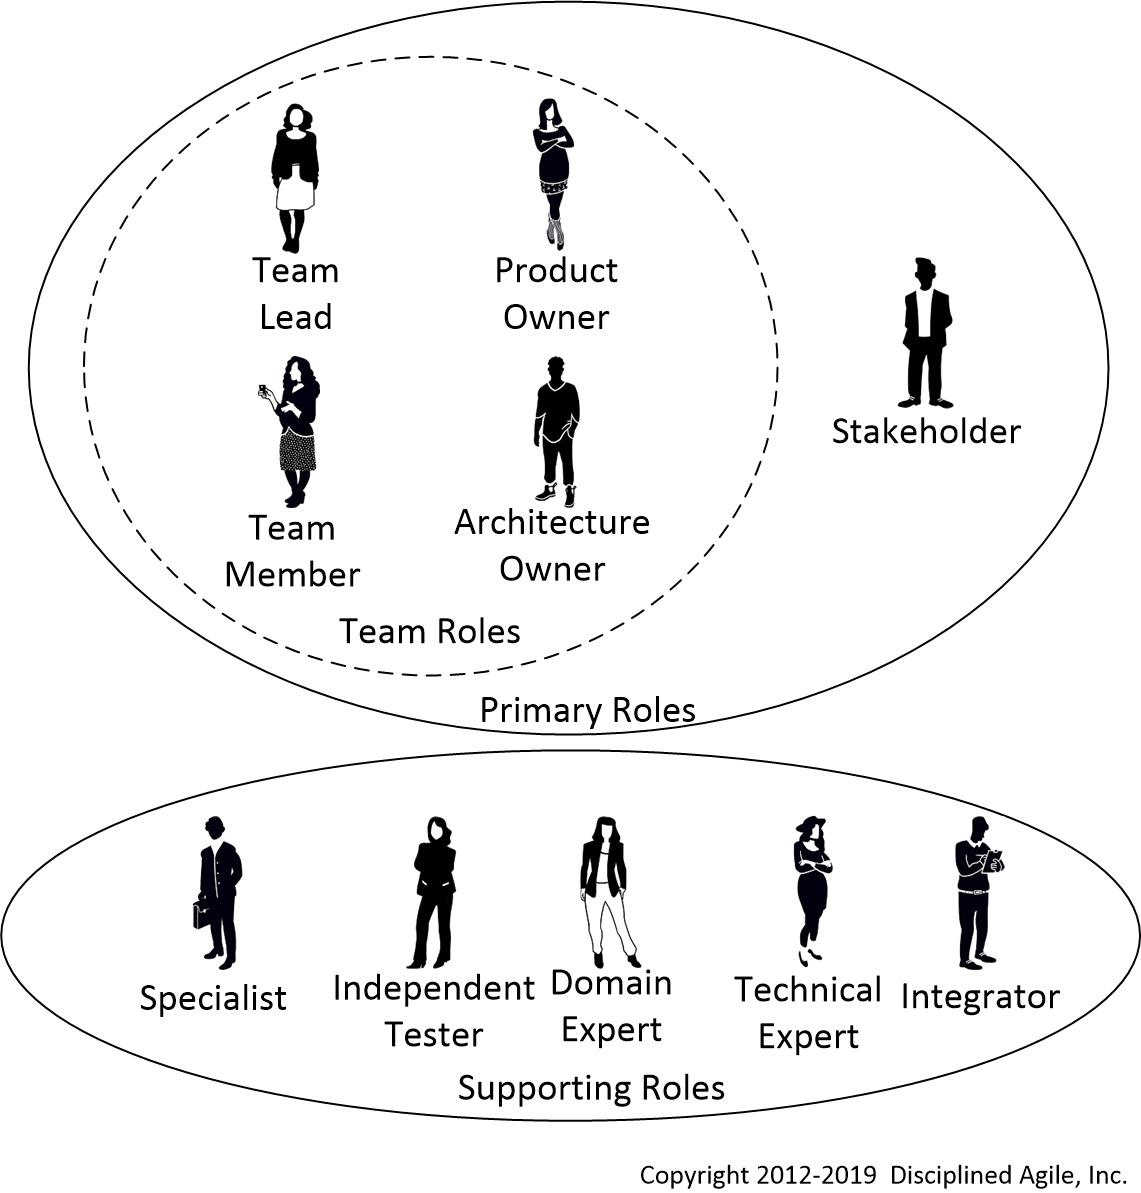 Team
Lead
Product
Owner
Stakeholder
Team
Member
Architecture
Owner
Team Roles
Primary Roles
Specialist
Independent
Tester
Domain
Expert
Technical
Expert
Integrator
Supporting Roles
Copyright 2012-2019 Disciplined Agile, Inc.